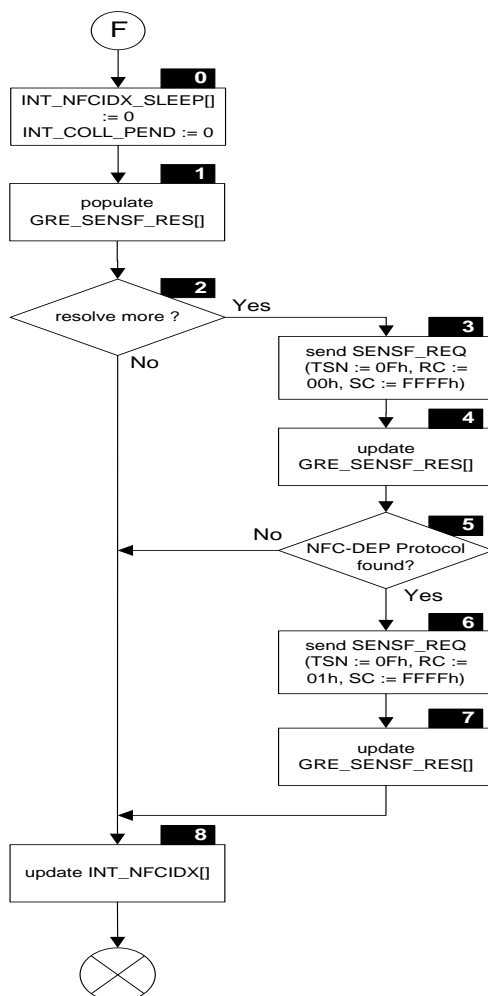 F
0
INT_NFCIDX_SLEEP[]
:= 0
INT_COLL_PEND := 0
1
populate
GRE_SENSF_RES[]
2
resolve more ?
Yes
No
3
send SENSF_REQ
(TSN := 0Fh, RC :=
00h, SC := FFFFh)
4
update
GRE_SENSF_RES[]
5
No
NFC-DEP Protocol
found?
Yes
6
send SENSF_REQ
(TSN := 0Fh, RC :=
01h, SC := FFFFh)
7
update
GRE_SENSF_RES[]
8
update INT_NFCIDX[]